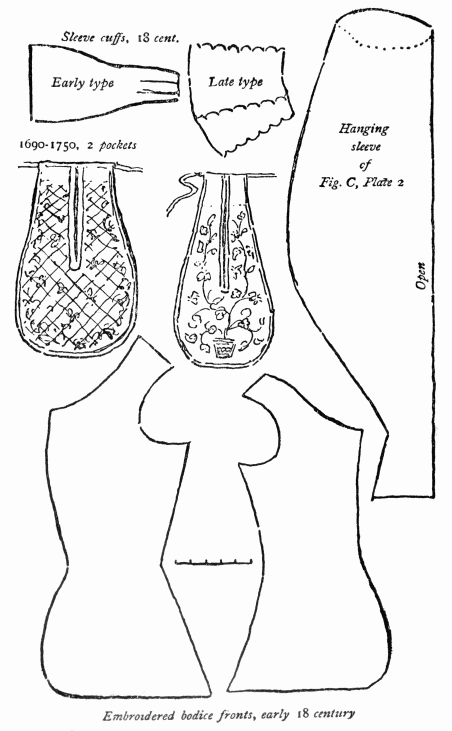 Sleeve cuffs, 18 cent.
Early type
Late type
1690-1750, 2 pockets
Hanging
sleeve
of
Fig. C, Plate 2
Open
Embroidered bodice fronts, early 18 century